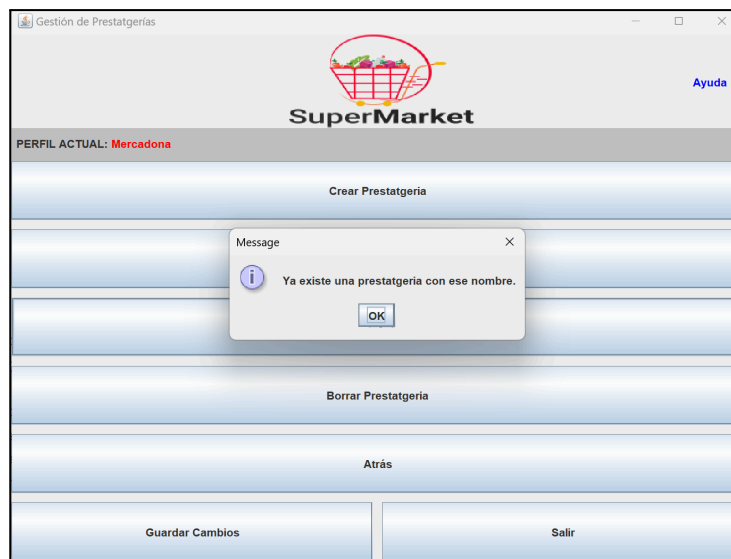 Gestión de Prestatgerías
Ayuda
SuperMarket
PERFIL ACTUAL: Mercadona
Crear Prestatgeria
Message
Ya existe una prestatgeria con ese nombre.
OK
Borrar Prestatgeria
Atrás
Guardar Cambios
Salir